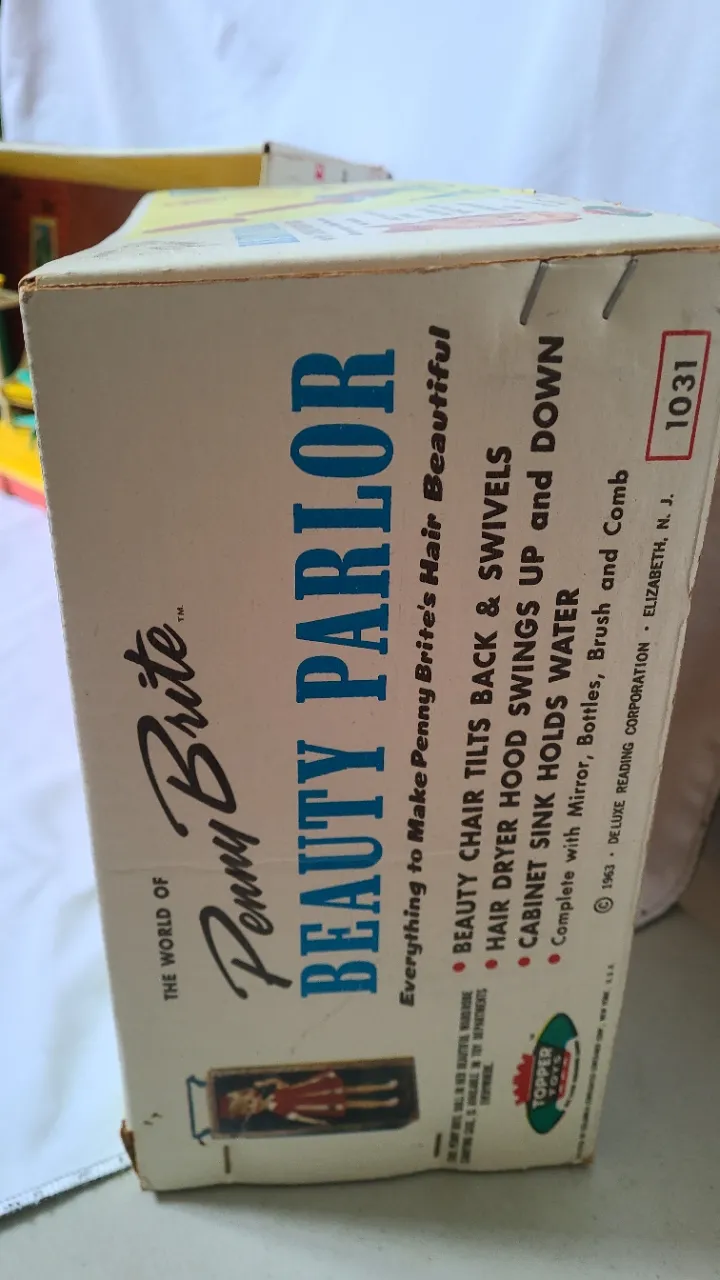 THE WORLD OF
Penny Brite™
BEAUTY PARLOR
Everything to Make Penny Brite's Hair Beautiful
• BEAUTY CHAIR TILTS BACK & SWIVELS
• HAIR DRYER HOOD SWINGS UP and DOWN
• CABINET SINK HOLDS WATER
• Complete with Mirror, Bottles, Brush and Comb
© 1963 • DELUXE READING CORPORATION • ELIZABETH, N. J.
1031
TOPPER
TOYS